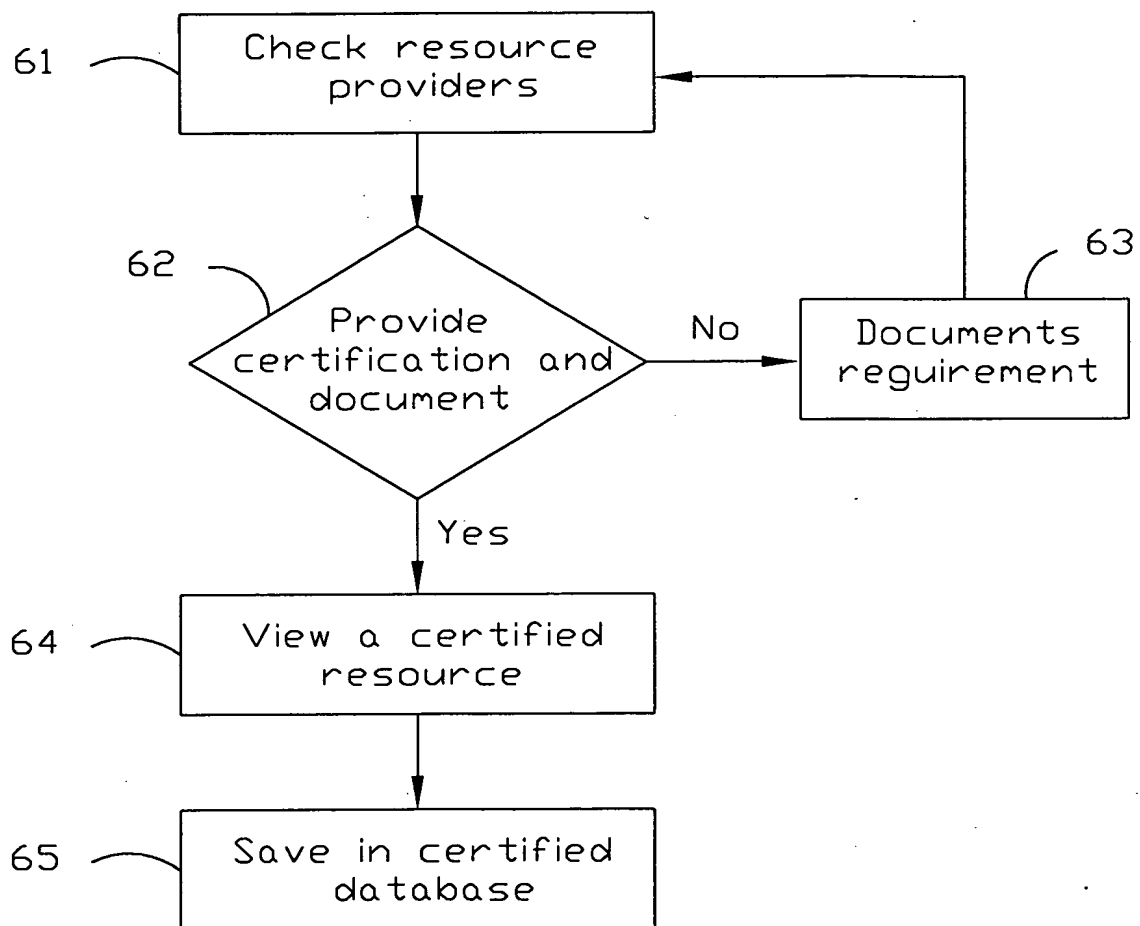 61
Check resource
providers
62
Provide
certification and
document
No
63
Documents
reguirement
Yes
64
View a certified
resource
65
Save in certified
database